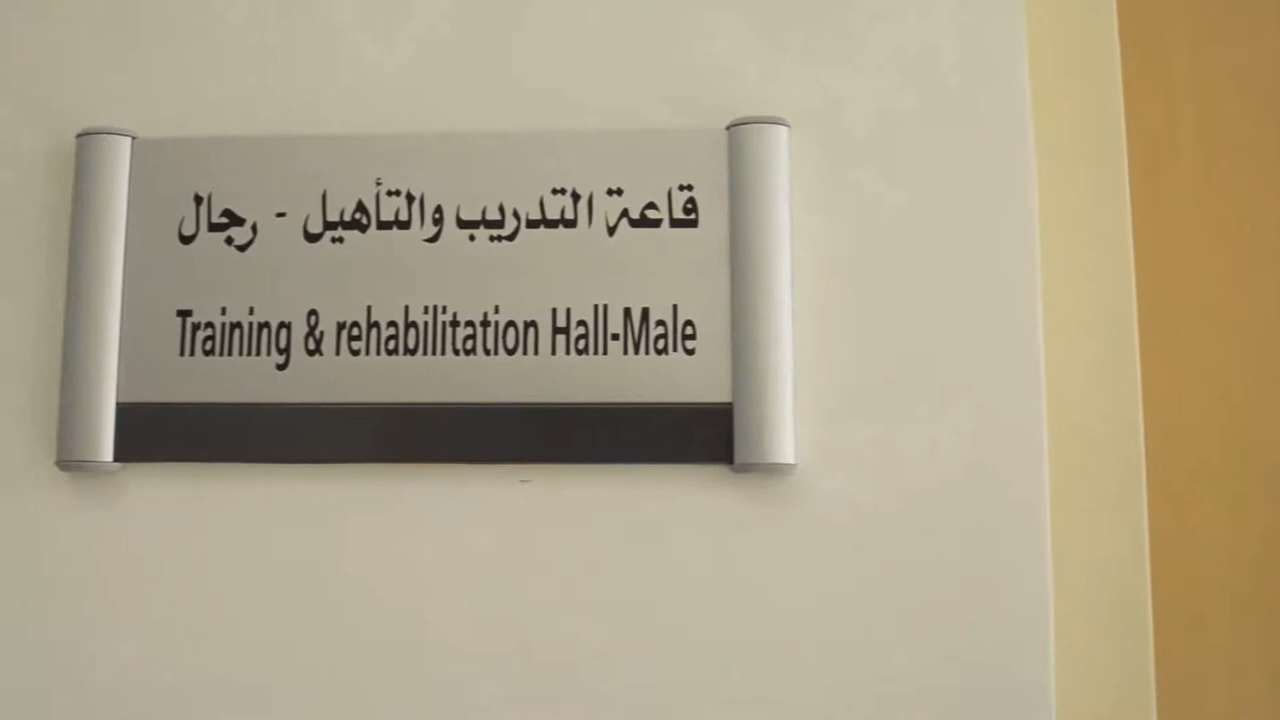 قاعة التدريب والتأهيل - رجال
Training & rehabilitation Hall-Male